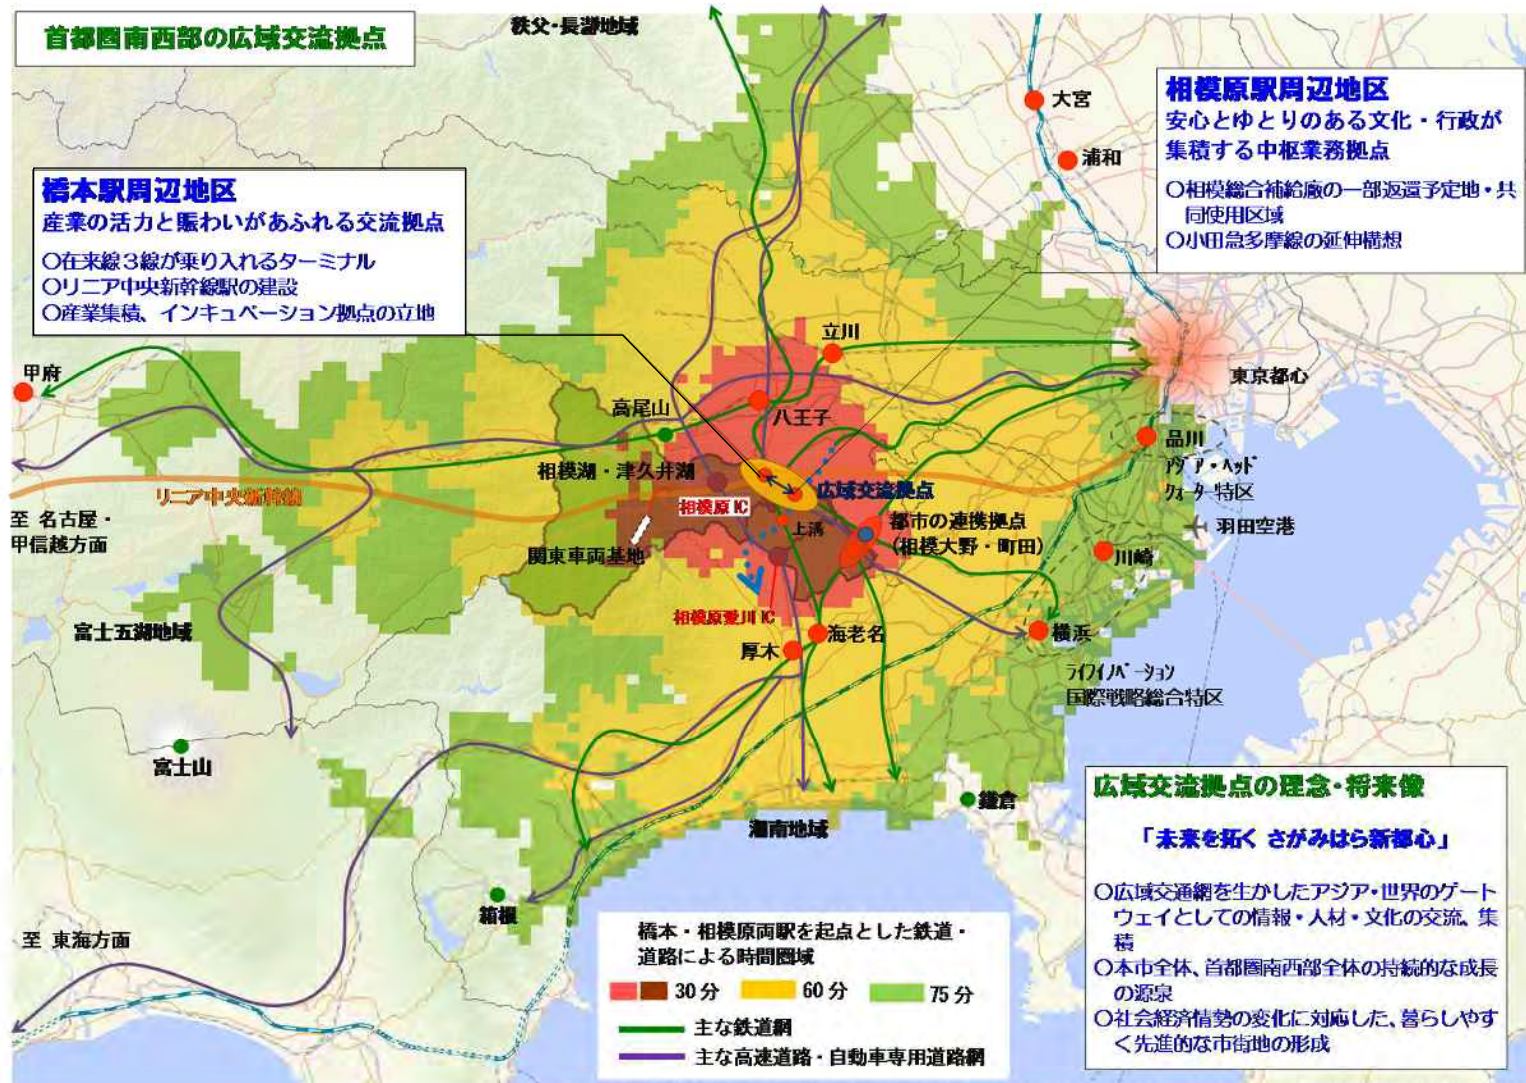 首都圏南西部の広域交流拠点
秩父・長瀞地域
大宮
浦和
相模原駅周辺地区
安心とゆとりのある文化・行政が
集積する中枢業務拠点
○相模総合補給廠の一部返還予定地・共
同使用区域
○小田急多摩線の延伸構想
橋本駅周辺地区
産業の活力と賑わいがあふれる交流拠点
○在来線3線が乗り入れるターミナル
○リニア中央新幹線駅の建設
○産業集積、インキュベーション拠点の立地
甲府
立川
東京都心
高尾山
八王子
品川
アジア・ヘッド
クォーター特区
相模湖・津久井湖
広域交流拠点
リニア中央新幹線
相模原IC
至 名古屋・
甲信越方面
上溝
都市の連携拠点
(相模大野・町田)
羽田空港
関東車両基地
川崎
相模原愛川IC
富士五湖地域
海老名
横浜
厚木
ライフイノベーション
国際戦略総合特区
富士山
鎌倉
湘南地域
箱根
至 東海方面
橋本・相模原両駅を起点とした鉄道・
道路による時間圏域
30分 60分 75分
主な鉄道網
主な高速道路・自動車専用道路網
広域交流拠点の理念・将来像
「未来を拓く さがみはら新都心」
○広域交通網を生かしたアジア・世界のゲート
ウェイとしての情報・人材・文化の交流、集
積
○本市全体、首都圏南西部全体の持続的な成長
の源泉
○社会経済情勢の変化に対応した、暮らしやす
く先進的な市街地の形成